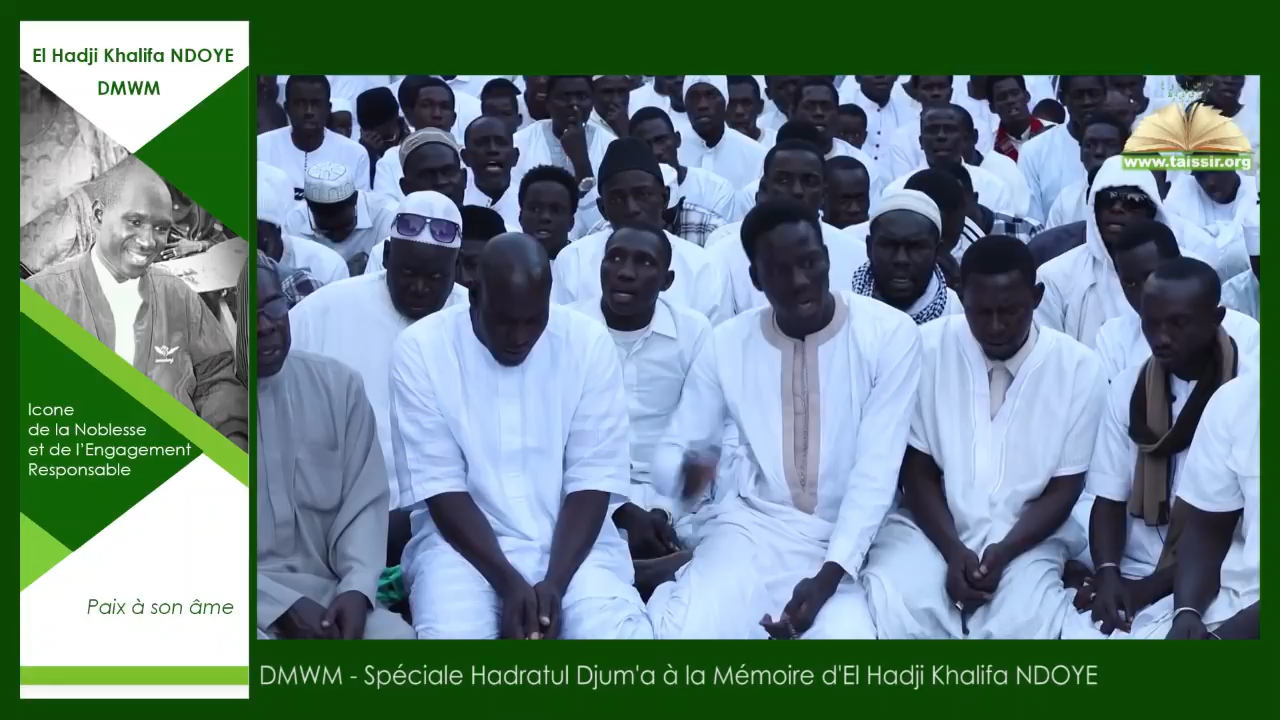 El Hadji Khalifa NDOYE
DMWM
Icone
de la Noblesse
et de l'Engagement
Responsable
Paix à son âme
www.taissir.org
DMWM - Spéciale Hadratul Djum'a à la Mémoire d'El Hadji Khalifa NDOYE